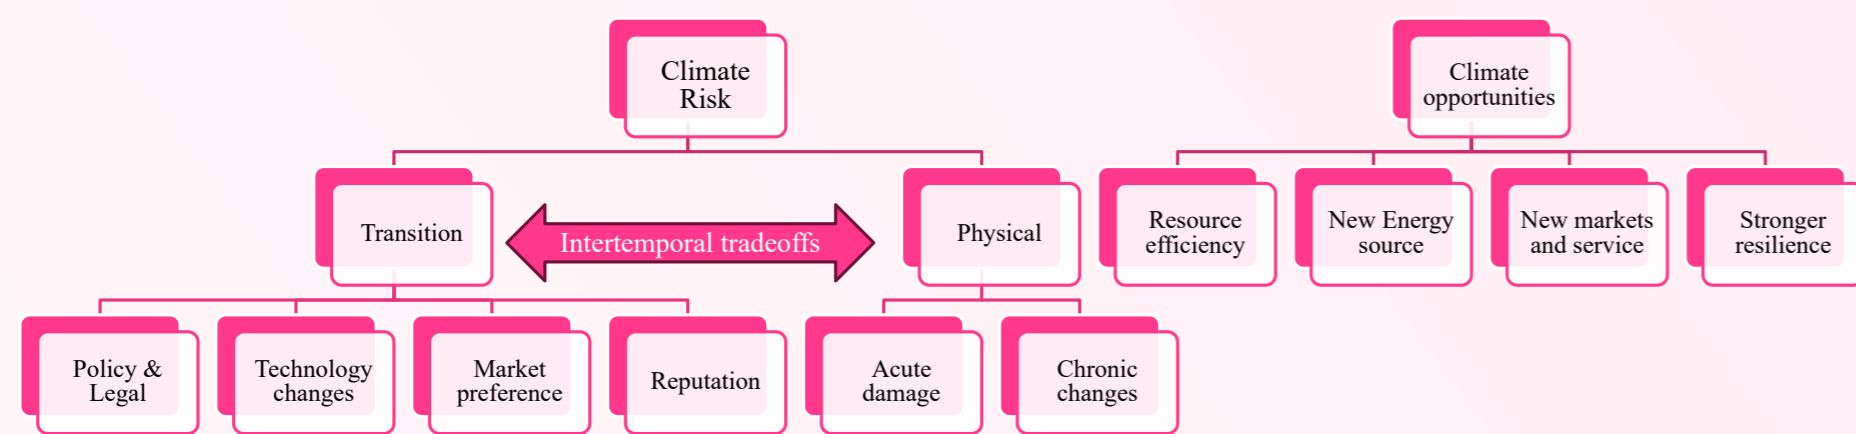 Climate
Risk
Climate
opportunities
Transition
Intertemporal tradeoffs
Physical
Resource
efficiency
New Energy
source
New markets
and service
Stronger
resilience
Policy &
Legal
Technology
changes
Market
preference
Reputation
Acute
damage
Chronic
changes